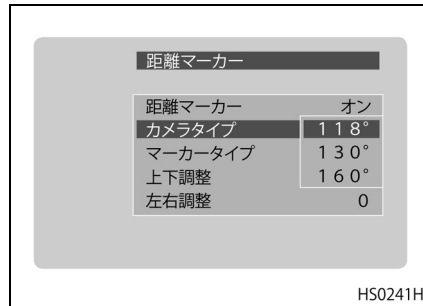 距離マーカー
距離マーカー オン
カメラタイプ 118°
マーカータイプ 130°
上下調整 160°
左右調整 0
HS0241H